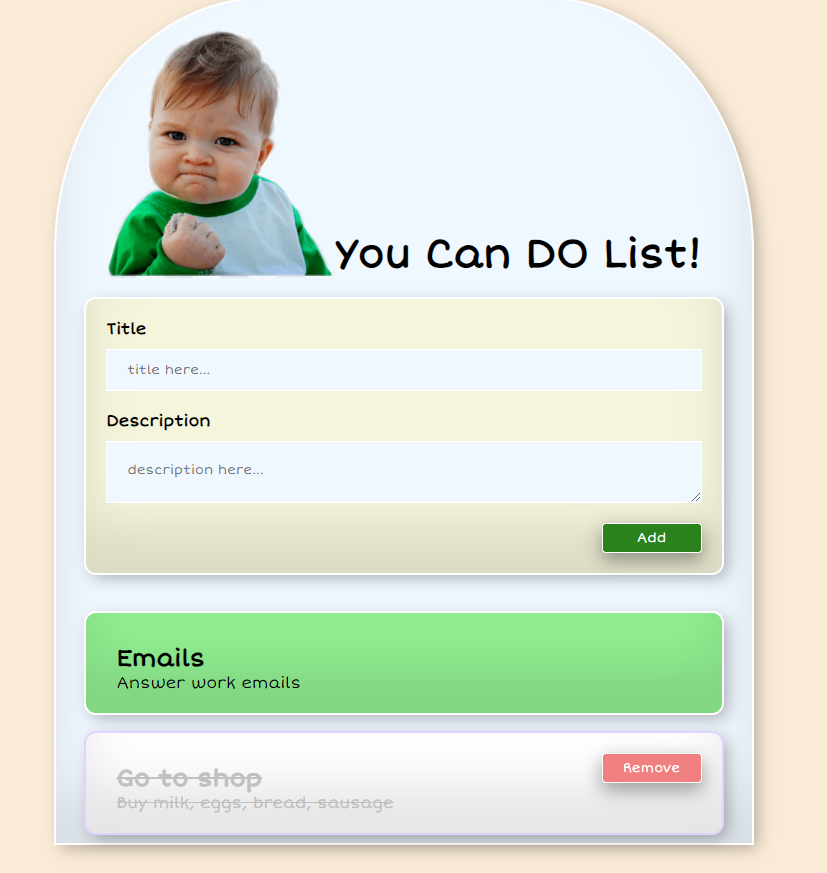 You Can DO List!
Title
title here...
Description
description here...
Add
Emails
Answer work emails
Go to shop
Remove
Buy milk, eggs, bread, sausage